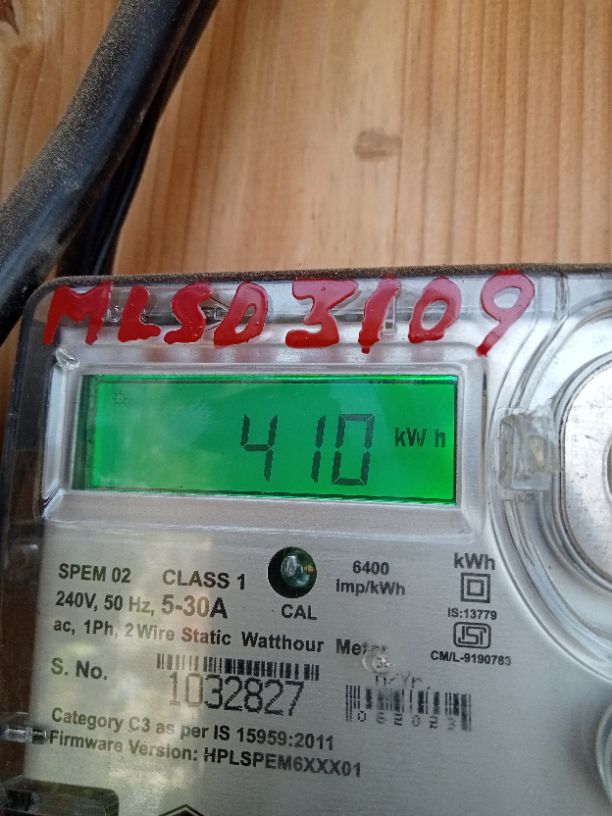 MLSD3109
410 kWh
SPEM 02 CLASS 1
6400 imp/kWh
kWh
240V, 50 Hz, 5-30A
CAL
IS:13779
ac, 1Ph, 2 Wire Static Watthour Meter
ISI
CM/L-9190783
S. No.
1032827
Category C3 as per IS 15959:2011
Firmware Version: HPLSPEM6XXX01